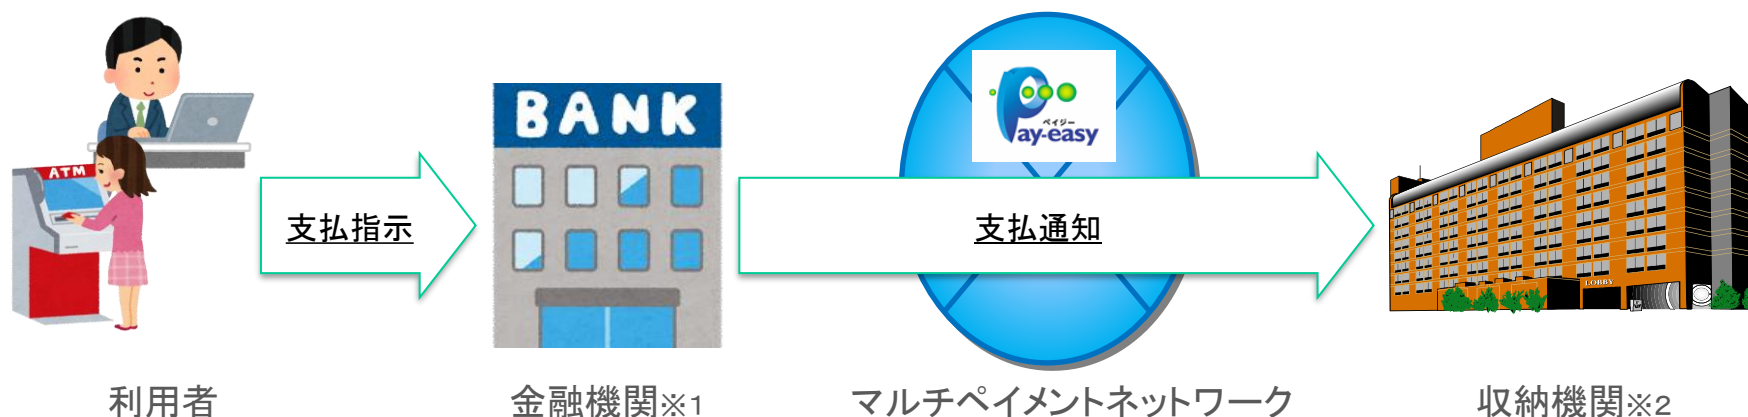 ATM
支払指示
BANK
ペイジー
Pay-easy
支払通知
LOBBY
利用者
金融機関※1
マルチペイメントネットワーク
収納機関※2